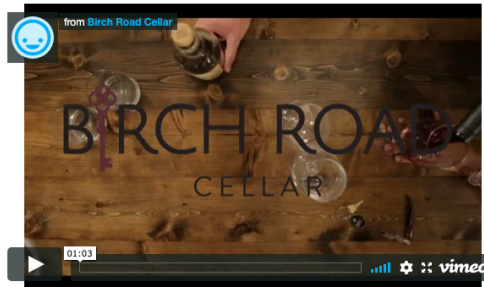 from Birch Road Cellar
BIRCH ROAD
CELLAR
01:03
vimeo